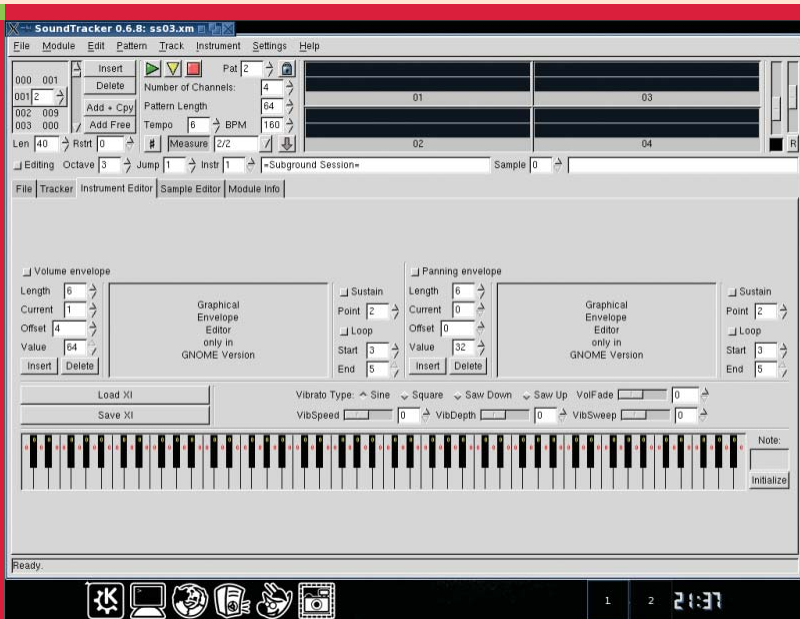 SoundTracker 0.6.8: ss03.xm
File Module Edit Pattern Track Instrument Settings Help
Insert Pat 2
000 001 Delete Number of Channels: 4
001 2 Add + Cpy Pattern Length 64 01 03
002 009
003 000 Add Free Tempo 6 BPM 160
Len 40 Rstrt 0 # Measure 2/2 02 04 R
Editing Octave 3 Jump 1 Instr 1 =Subground Session= Sample 0
File Tracker Instrument Editor Sample Editor Module Info
Volume envelope Panning envelope
Length 6 Graphical Sustain Length 6 Graphical Sustain
Current 1 Envelope Point 2 Current 0 Envelope Point 2
Offset 4 Editor Loop Offset 0 Editor Loop
Value 64 only in Start 3 Value 32 only in Start 3
Insert Delete GNOME Version End 5 Insert Delete GNOME Version End 5
Load XI Vibrato Type: Sine Square Saw Down Saw Up VolFade 0
Save XI VibSpeed 0 VibDepth 0 VibSweep 0
Note:
Initialize
Ready.
1 2 21:37